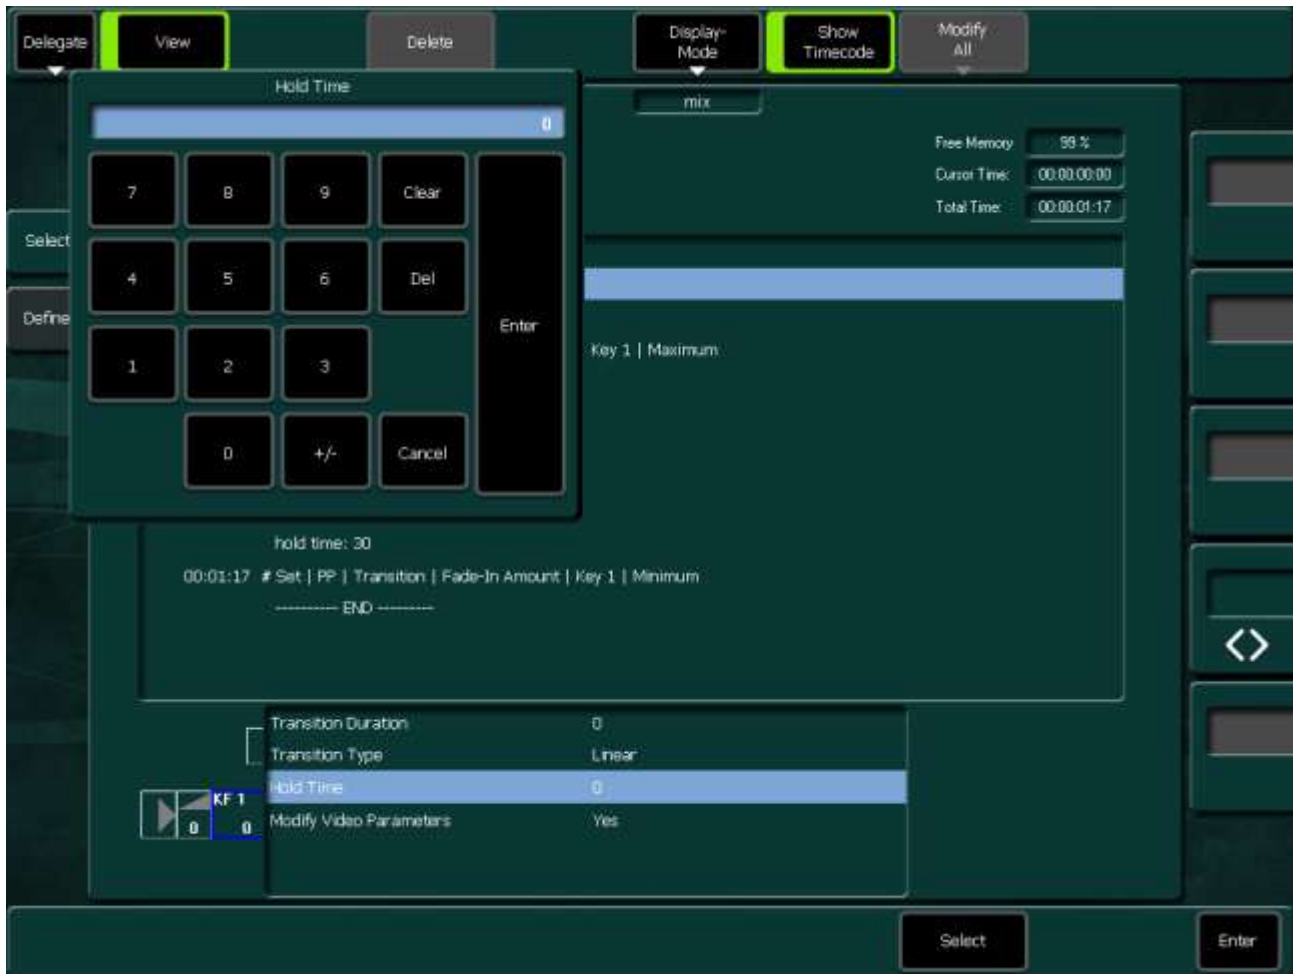 Delegate
View
Delete
Display-
Mode
Show
Timecode
Modify
All
Hold Time
0
mix
Free Memory 99 %
Cursor Time: 00:00:00:00
Total Time: 00:00:01:17
7 8 9 Clear
4 5 6 Del
1 2 3
0 +/- Cancel
Enter
Select
Define
Key 1 | Maximum
hold time: 30
00:01:17 # Set | PP | Transition | Fade-In Amount | Key 1 | Minimum
---------- END ---------
Transition Duration 0
Transition Type Linear
Hold Time 0
Modify Video Parameters Yes
KF 1
0 0
<>
Select
Enter